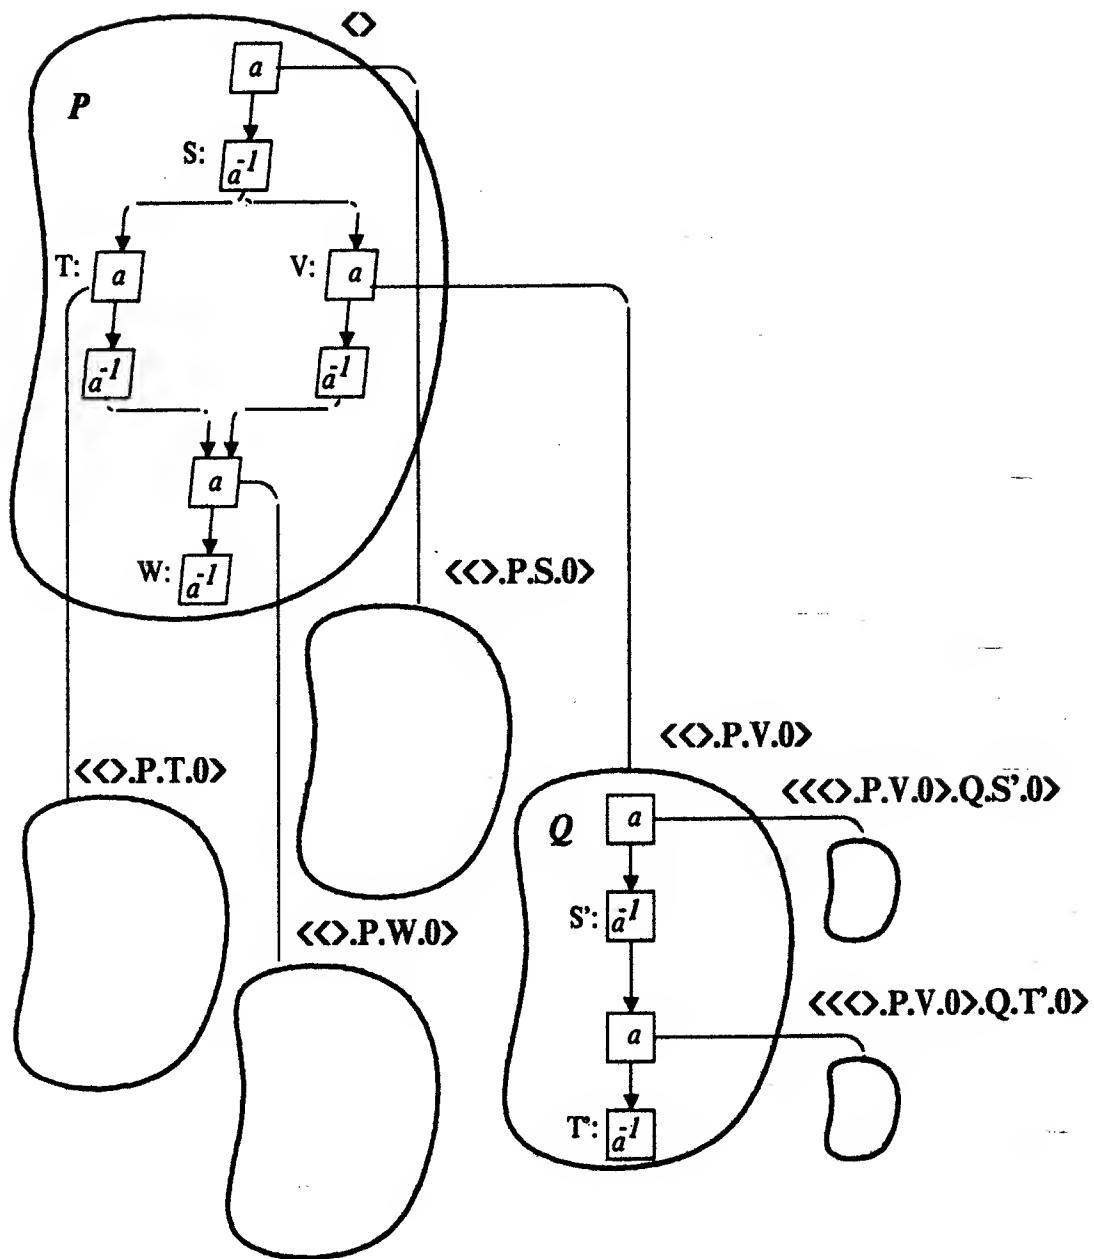 <>
a
P
S: a⁻¹
T: a
V: a
a⁻¹
a⁻¹
a
W: a⁻¹
<<>.P.S.0>
<<>.P.V.0>
<<>.P.T.0>
<<<>.P.V.0>.Q.S'.0>
Q
a
S': a⁻¹
<<>.P.W.0>
<<<>.P.V.0>.Q.T'.0>
a
T': a⁻¹